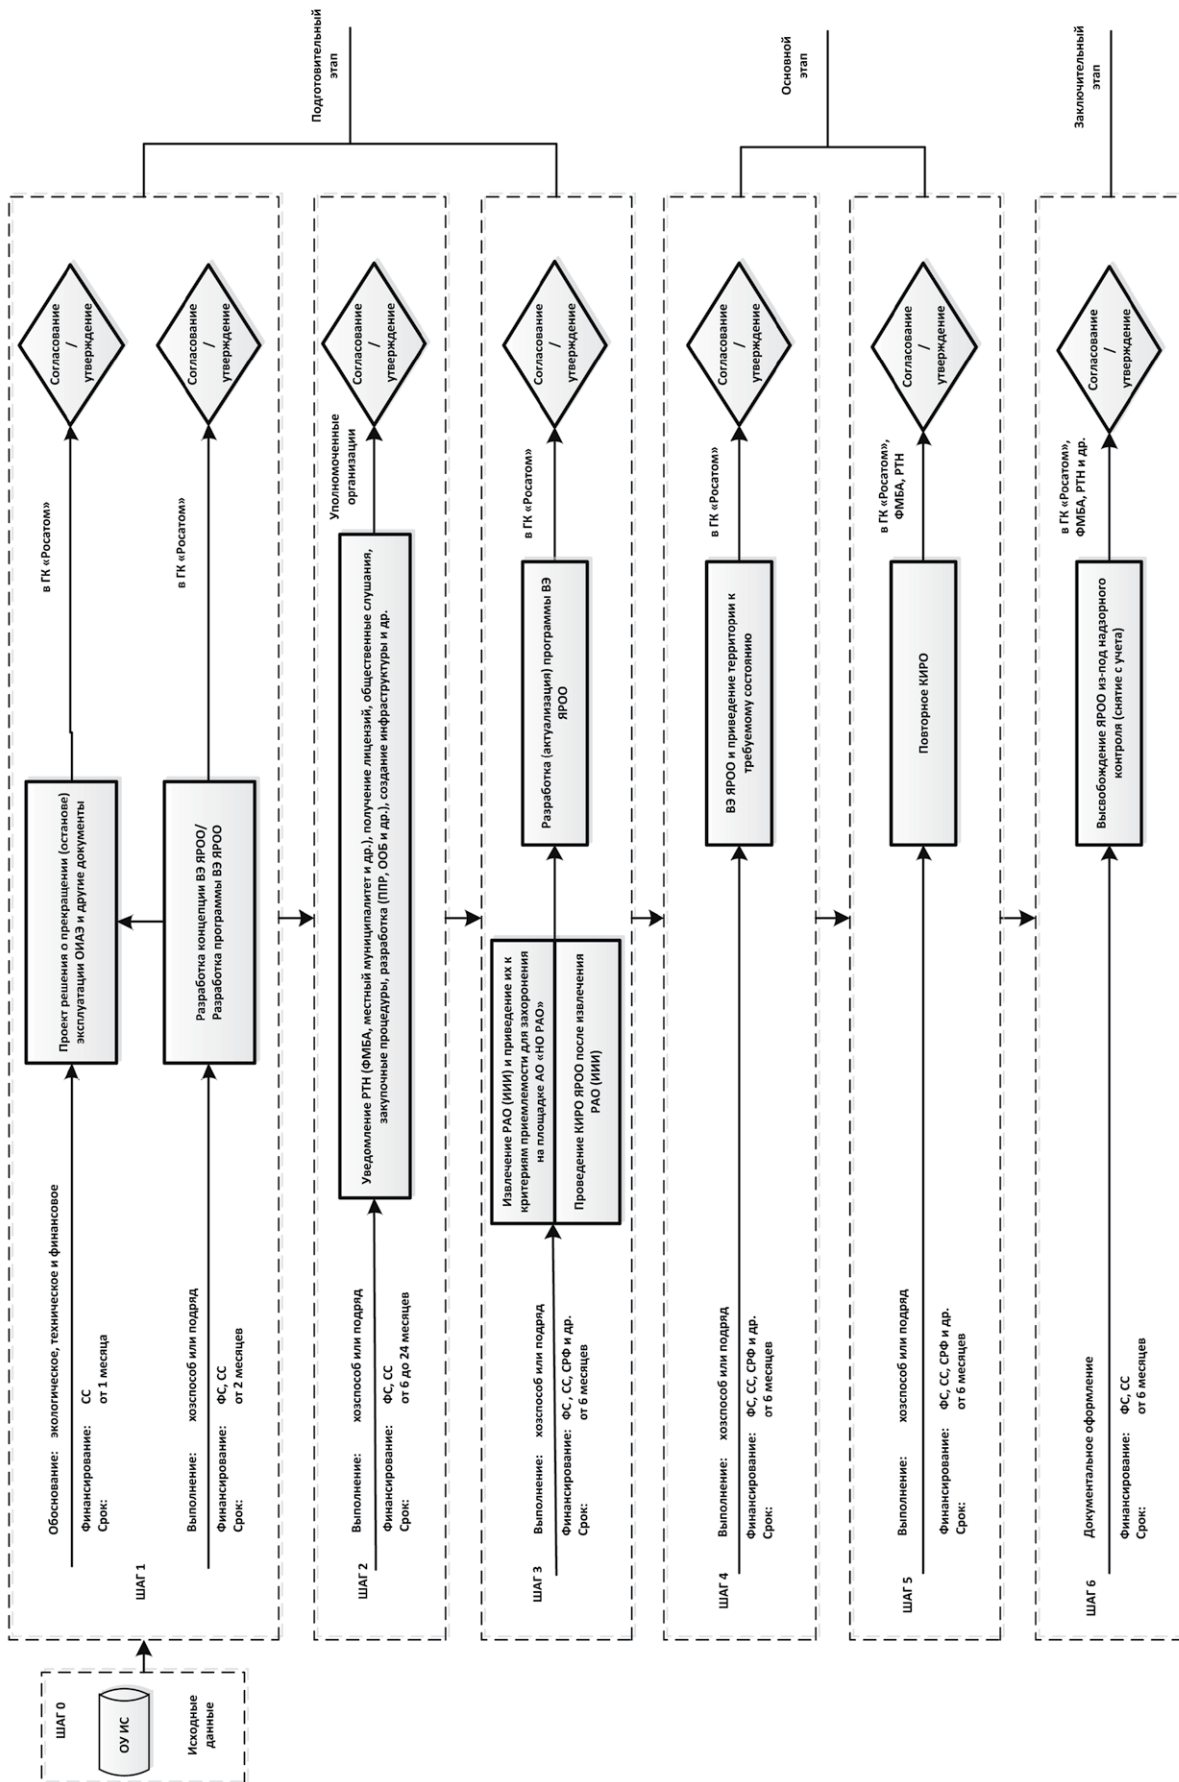 ШАГ 0
ОУ ИС
Исходные
данные
ШАГ 1
Обоснование: экологическое, техническое и финансовое
Финансирование: СС
Срок: от 1 месяца
Проект решения о прекращении (останове)
эксплуатации ОИАЭ и другие документы
в ГК «Росатом»
Согласование
/
утверждение
Выполнение: хозспособ или подряд
Финансирование: ФС, СС
Срок: от 2 месяцев
Разработка концепции ВЭ ЯРОО/
Разработка программы ВЭ ЯРОО
в ГК «Росатом»
Согласование
/
утверждение
ШАГ 2
Выполнение: хозспособ или подряд
Финансирование: ФС, СС
Срок: от 6 до 24 месяцев
Уведомление РТН (ФМБА, местный муниципалитет и др.), получение лицензий, общественные слушания,
закупочные процедуры, разработка (ППР, ООБ и др.), создание инфраструктуры и др.
Уполномоченные
организации
Согласование
/
утверждение
ШАГ 3
Выполнение: хозспособ или подряд
Финансирование: ФС , СС, СРФ и др.
Срок: от 6 месяцев
Извлечение РАО (ИИИ) и приведение их к
критериям приемлемости для захоронения
на площадке АО «НО РАО»
Проведение КИРО ЯРОО после извлечения
РАО (ИИИ)
Разработка (актуализация) программы ВЭ
ЯРОО
в ГК «Росатом»
Согласование
/
утверждение
Подготовительный
этап
ШАГ 4
Выполнение: хозспособ или подряд
Финансирование: ФС, СС, СРФ и др.
Срок: от 6 месяцев
ВЭ ЯРОО и приведение территории к
требуемому состоянию
в ГК «Росатом»
Согласование
/
утверждение
ШАГ 5
Выполнение: хозспособ или подряд
Финансирование: ФС, СС, СРФ и др.
Срок: от 6 месяцев
Повторное КИРО
в ГК «Росатом»,
ФМБА, РТН
Согласование
/
утверждение
Основной
этап
ШАГ 6
Документальное оформление
Финансирование: ФС, СС
Срок: от 6 месяцев
Высвобождение ЯРОО из-под надзорного
контроля (снятие с учета)
в ГК «Росатом»,
ФМБА, РТН и др.
Согласование
/
утверждение
Заключительный
этап